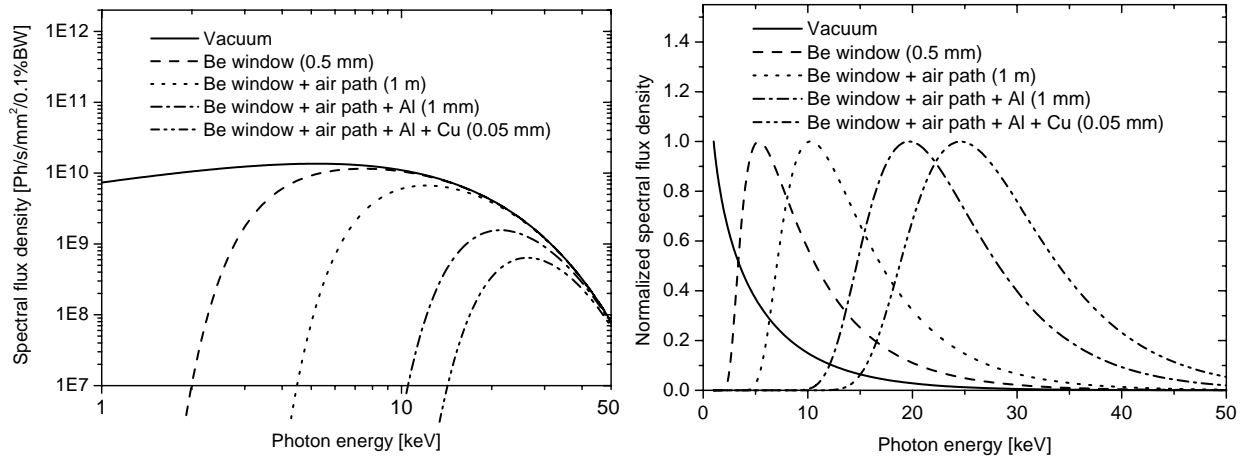 Spectral flux density [Ph/s/mm²/0.1%BW]
1E12
1E11
1E10
1E9
1E8
1E7
Vacuum
Be window (0.5 mm)
Be window + air path (1 m)
Be window + air path + Al (1 mm)
Be window + air path + Al + Cu (0.05 mm)
1
10
50
Photon energy [keV]
Normalized spectral flux density
1.4
1.2
1.0
0.8
0.6
0.4
0.2
0.0
Vacuum
Be window (0.5 mm)
Be window + air path (1 m)
Be window + air path + Al (1 mm)
Be window + air path + Al + Cu (0.05 mm)
0
10
20
30
40
50
Photon energy [keV]